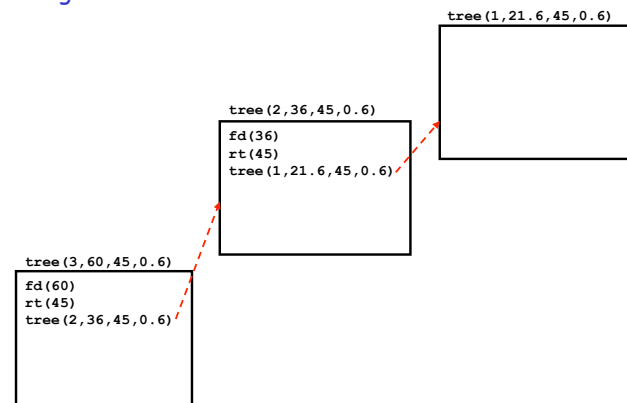 tree(1,21.6,45,0.6)
tree(2,36,45,0.6)
fd(36)
rt(45)
tree(1,21.6,45,0.6)
tree(3,60,45,0.6)
fd(60)
rt(45)
tree(2,36,45,0.6)